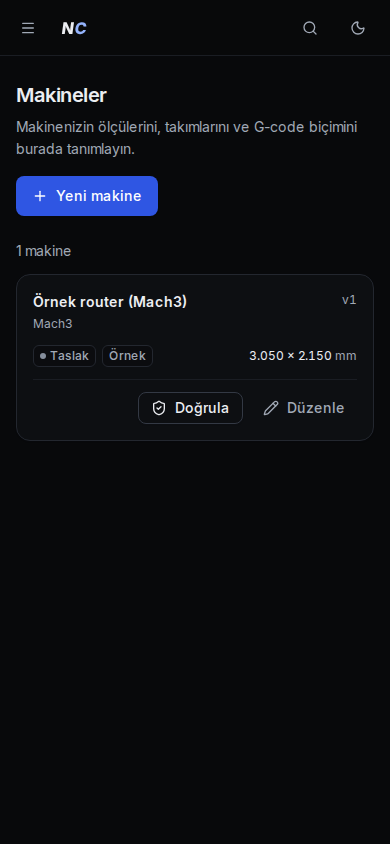 NC
Makineler
Makinenizin ölçülerini, takımlarını ve G-code biçimini
burada tanımlayın.
Yeni makine
1 makine
Örnek router (Mach3) v1
Mach3
Taslak Örnek 3.050 × 2.150 mm
Doğrula Düzenle